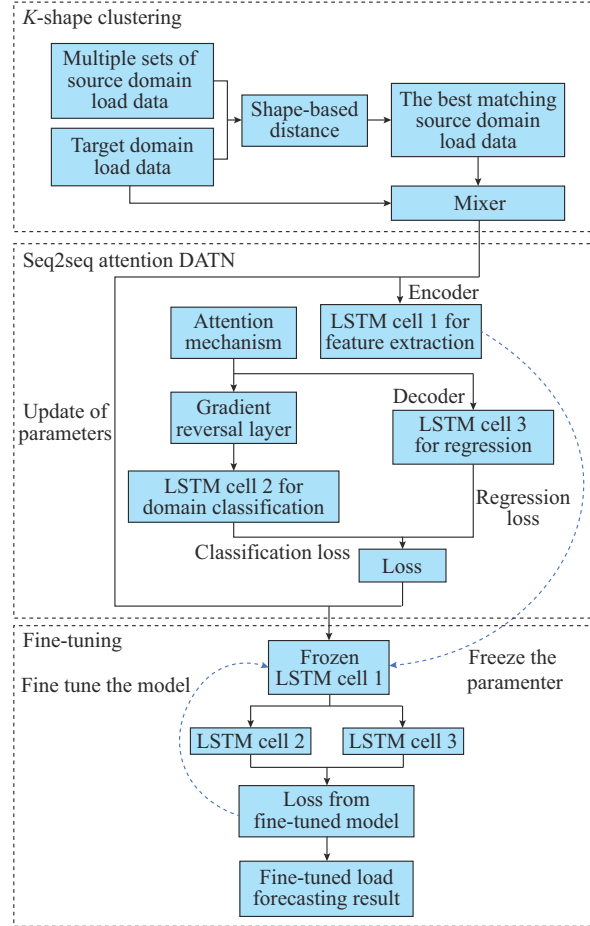 K-shape clustering
Multiple sets of
source domain
load data
Target domain
load data
Shape-based
distance
The best matching
source domain
load data
Mixer
Seq2seq attention DATN
Encoder
LSTM cell 1 for
feature extraction
Attention
mechanism
Update of
parameters
Gradient
reversal layer
Decoder
LSTM cell 3
for regression
LSTM cell 2 for
domain classification
Regression
loss
Classification loss
Loss
Fine-tuning
Fine tune the model
Frozen
LSTM cell 1
Freeze the
paramenter
LSTM cell 2
LSTM cell 3
Loss from
fine-tuned model
Fine-tuned load
forecasting result